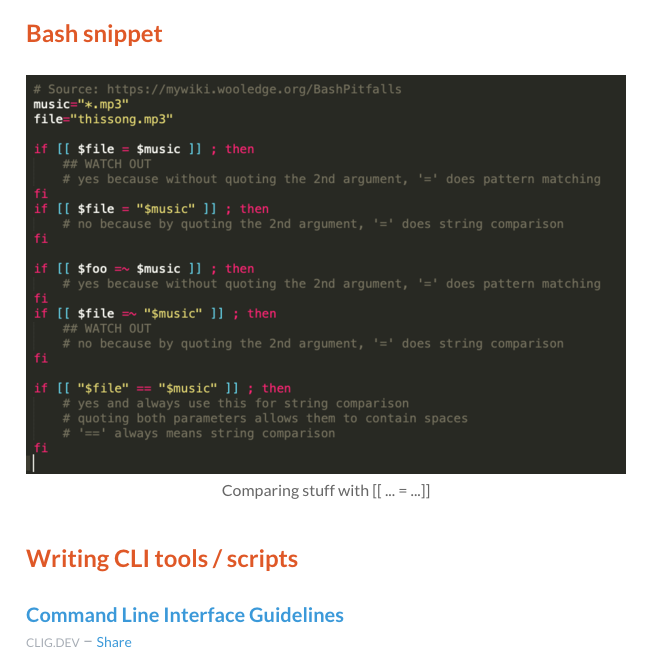 Bash snippet
# Source: https://mywiki.wooledge.org/BashPitfalls
music="*.mp3"
file="thissong.mp3"
if [[ $file = $music ]] ; then
## WATCH OUT
# yes because without quoting the 2nd argument, '=' does pattern matching
fi
if [[ $file = "$music" ]] ; then
# no because by quoting the 2nd argument, '=' does string comparison
fi
if [[ $foo =~ $music ]] ; then
# yes because without quoting the 2nd argument, '=' does pattern matching
fi
if [[ $file =~ "$music" ]] ; then
## WATCH OUT
# no because by quoting the 2nd argument, '=' does string comparison
fi
if [[ "$file" == "$music" ]] ; then
# yes and always use this for string comparison
# quoting both parameters allows them to contain spaces
# '==' always means string comparison
fi
Comparing stuff with [[ ... = ...]]
Writing CLI tools / scripts
Command Line Interface Guidelines
CLIG.DEV – Share